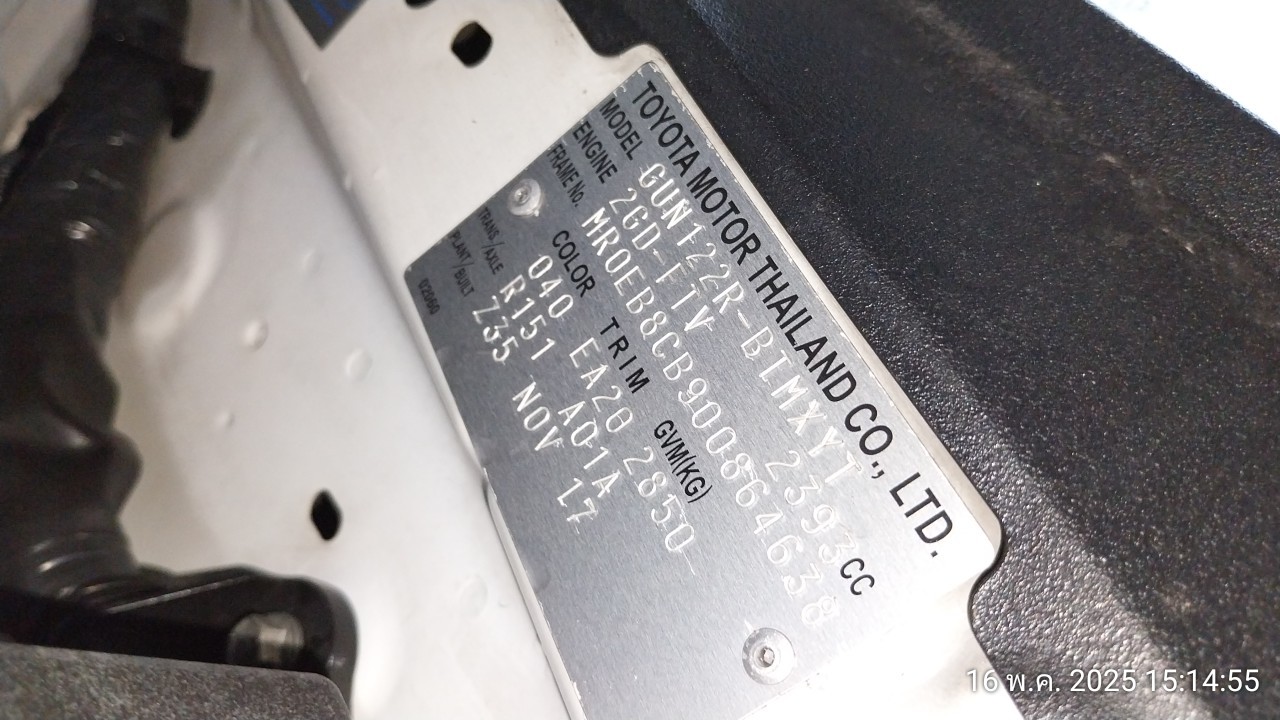 TOYOTA MOTOR THAILAND CO., LTD.
MODEL GUN122R-BTMXYT
ENGINE 2GD-FTV 2393 CC
FRAME No. MR0EB8CB900864638
COLOR TRIM GVM(KG)
040 EA20 2850
TRANS/AXLE R151 A01A
PLANT/BUILT Z35 NOV 17
02960
16 พ.ค. 2025 15:14:55